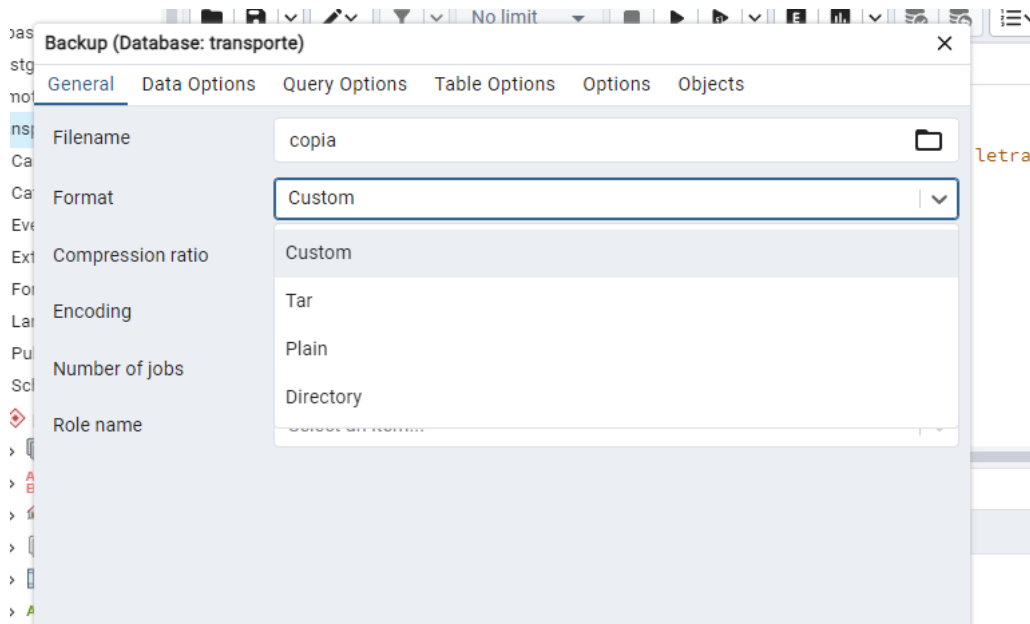 No limit
Backup (Database: transporte)
General Data Options Query Options Table Options Options Objects
Filename copia
letra
Format Custom
Compression ratio Custom
Tar
Encoding
Plain
Number of jobs
Directory
Role name